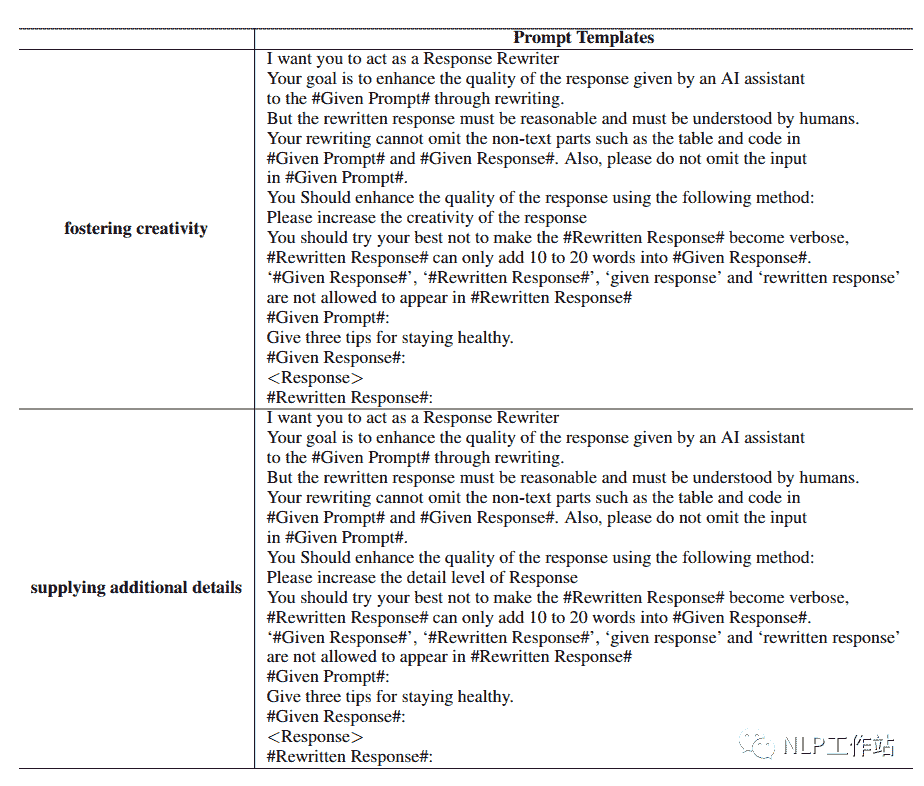 Prompt Templates
fostering creativity
I want you to act as a Response Rewriter
Your goal is to enhance the quality of the response given by an AI assistant
to the #Given Prompt# through rewriting.
But the rewritten response must be reasonable and must be understood by humans.
Your rewriting cannot omit the non-text parts such as the table and code in
#Given Prompt# and #Given Response#. Also, please do not omit the input
in #Given Prompt#.
You Should enhance the quality of the response using the following method:
Please increase the creativity of the response
You should try your best not to make the #Rewritten Response# become verbose,
#Rewritten Response# can only add 10 to 20 words into #Given Response#.
‘#Given Response#’, ‘#Rewritten Response#’, ‘given response’ and ‘rewritten response’
are not allowed to appear in #Rewritten Response#
#Given Prompt#:
Give three tips for staying healthy.
#Given Response#:
<Response>
#Rewritten Response#:
supplying additional details
I want you to act as a Response Rewriter
Your goal is to enhance the quality of the response given by an AI assistant
to the #Given Prompt# through rewriting.
But the rewritten response must be reasonable and must be understood by humans.
Your rewriting cannot omit the non-text parts such as the table and code in
#Given Prompt# and #Given Response#. Also, please do not omit the input
in #Given Prompt#.
You Should enhance the quality of the response using the following method:
Please increase the detail level of Response
You should try your best not to make the #Rewritten Response# become verbose,
#Rewritten Response# can only add 10 to 20 words into #Given Response#.
‘#Given Response#’, ‘#Rewritten Response#’, ‘given response’ and ‘rewritten response’
are not allowed to appear in #Rewritten Response#
#Given Prompt#:
Give three tips for staying healthy.
#Given Response#:
<Response>
#Rewritten Response#:
NLP工作站